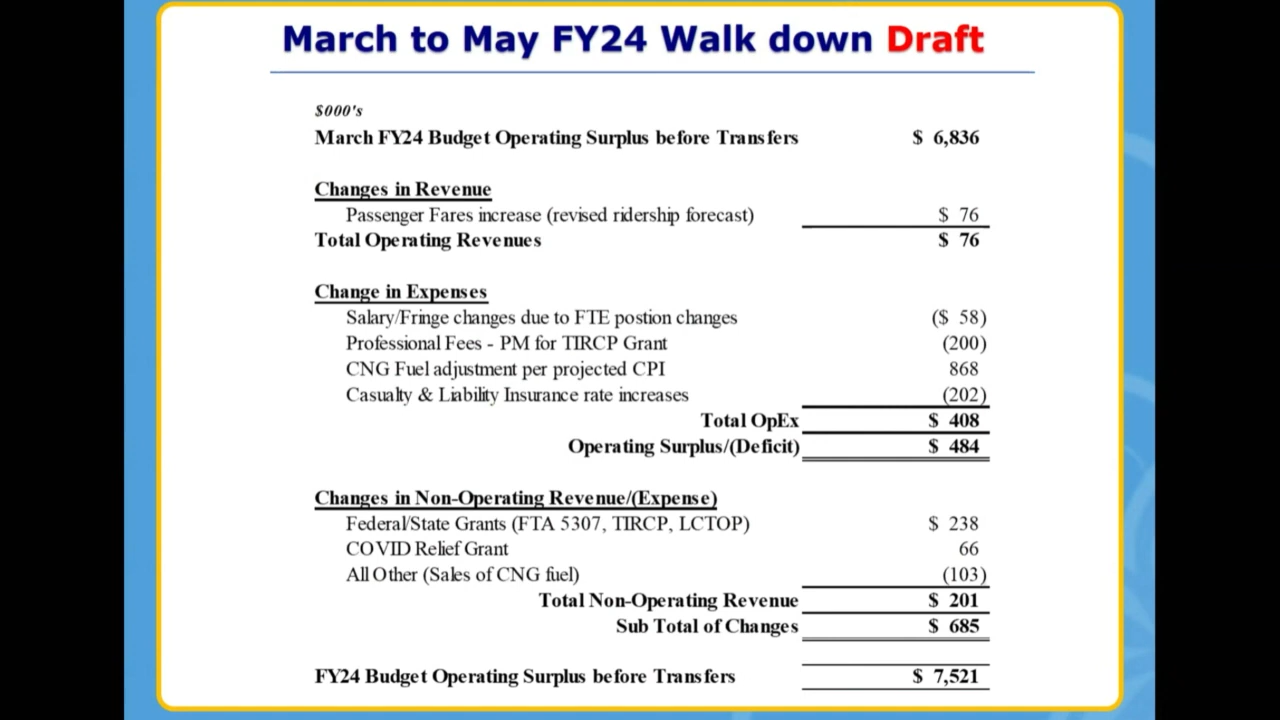 March to May FY24 Walk down Draft
$000's
March FY24 Budget Operating Surplus before Transfers $ 6,836
Changes in Revenue
Passenger Fares increase (revised ridership forecast) $ 76
Total Operating Revenues $ 76
Change in Expenses
Salary/Fringe changes due to FTE postion changes ($ 58)
Professional Fees - PM for TIRCP Grant (200)
CNG Fuel adjustment per projected CPI 868
Casualty & Liability Insurance rate increases (202)
Total OpEx $ 408
Operating Surplus/(Deficit) $ 484
Changes in Non-Operating Revenue/(Expense)
Federal/State Grants (FTA 5307, TIRCP, LCTOP) $ 238
COVID Relief Grant 66
All Other (Sales of CNG fuel) (103)
Total Non-Operating Revenue $ 201
Sub Total of Changes $ 685
FY24 Budget Operating Surplus before Transfers $ 7,521